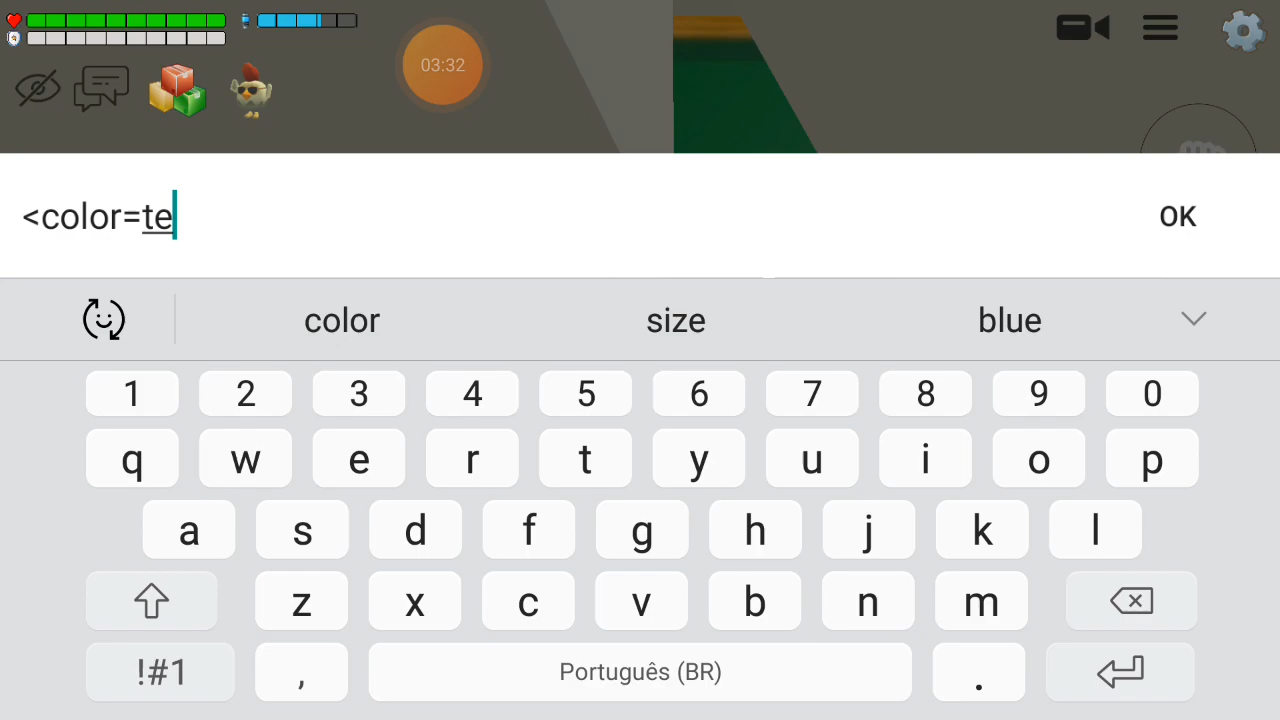 03:32
<color=te
OK
color size blue
1 2 3 4 5 6 7 8 9 0
q w e r t y u i o p
a s d f g h j k l
z x c v b n m
!#1 , Português (BR) .